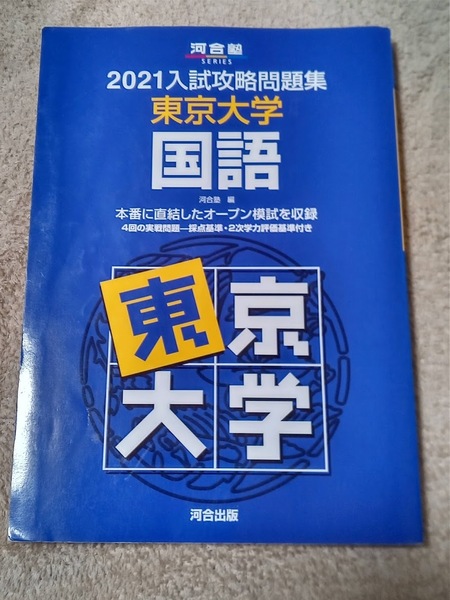 河合塾
SERIES
2021入試攻略問題集
東京大学
国語
河合塾 編
本番に直結したオープン模試を収録
4回の実戦問題―採点基準・2次学力評価基準付き
東京
大学
河合出版